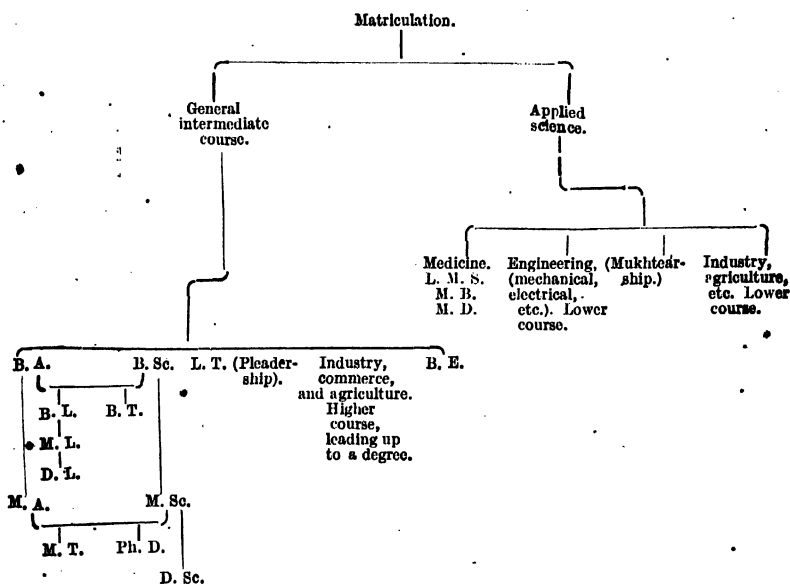 Matriculation.
General
intermediate
course.
Applied
science.
Medicine.
L. M. S.
M. B.
M. D.
Engineering,
(mechanical,
electrical,
etc.). Lower
course.
(Mukhtear-
ship.)
Industry,
agriculture,
etc. Lower
course.
B. A.
B. Sc.
L. T.
(Pleader-
ship).
Industry,
commerce,
and agriculture.
Higher
course,
leading up
to a degree.
B. E.
B. L.
B. T.
M. L.
D. L.
M. A.
M. Sc.
M. T.
Ph. D.
D. Sc.